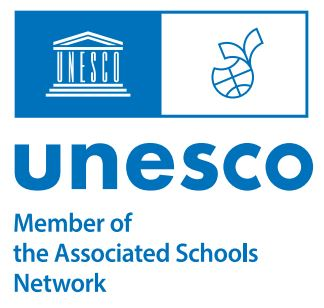 UNESCO
unesco
Member of
the Associated Schools
Network